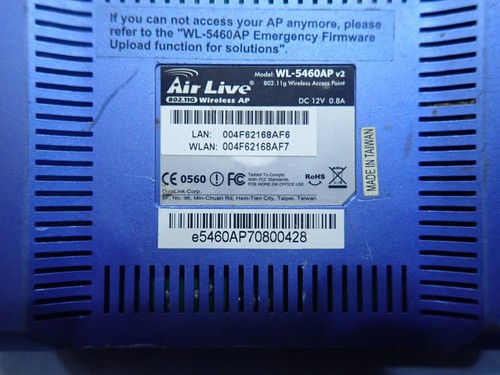 If you can not access your AP anymore, please
refer to the "WL-5460AP Emergency Firmware
Upload function for solutions".
Air Live
Model: WL-5460AP v2
802.11g Wireless Access Point
802.11G Wireless AP
DC 12V 0.8A
LAN: 004F62168AF6
WLAN: 004F62168AF7
CE 0560 FC
Tested To Comply
With FCC Standards
FOR HOME OR OFFICE USE
RoHS
MADE IN TAIWAN
OvisLink Corp.
5F, No. 96, Min-Chuan Rd, Hsin-Tien City, Taipei, Taiwan
e5460AP70800428